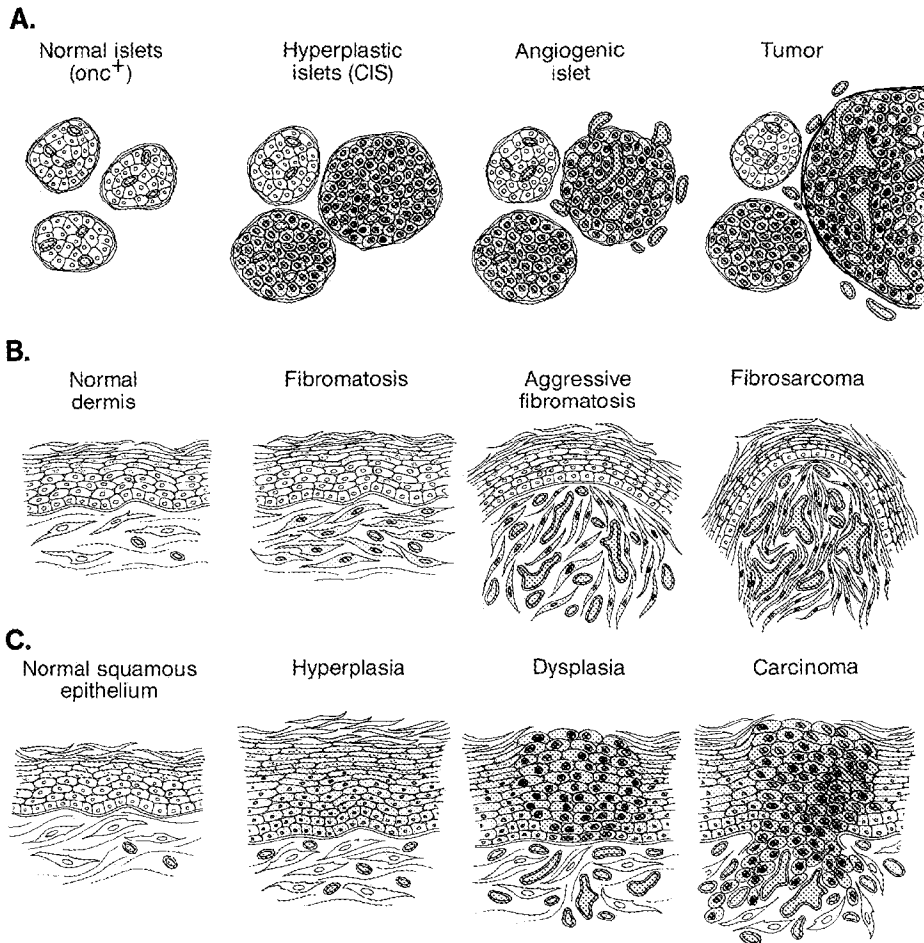 A.
Normal islets
(onc+)
Hyperplastic
islets (CIS)
Angiogenic
islet
Tumor
B.
Normal
dermis
Fibromatosis
Aggressive
fibromatosis
Fibrosarcoma
C.
Normal squamous
epithelium
Hyperplasia
Dysplasia
Carcinoma